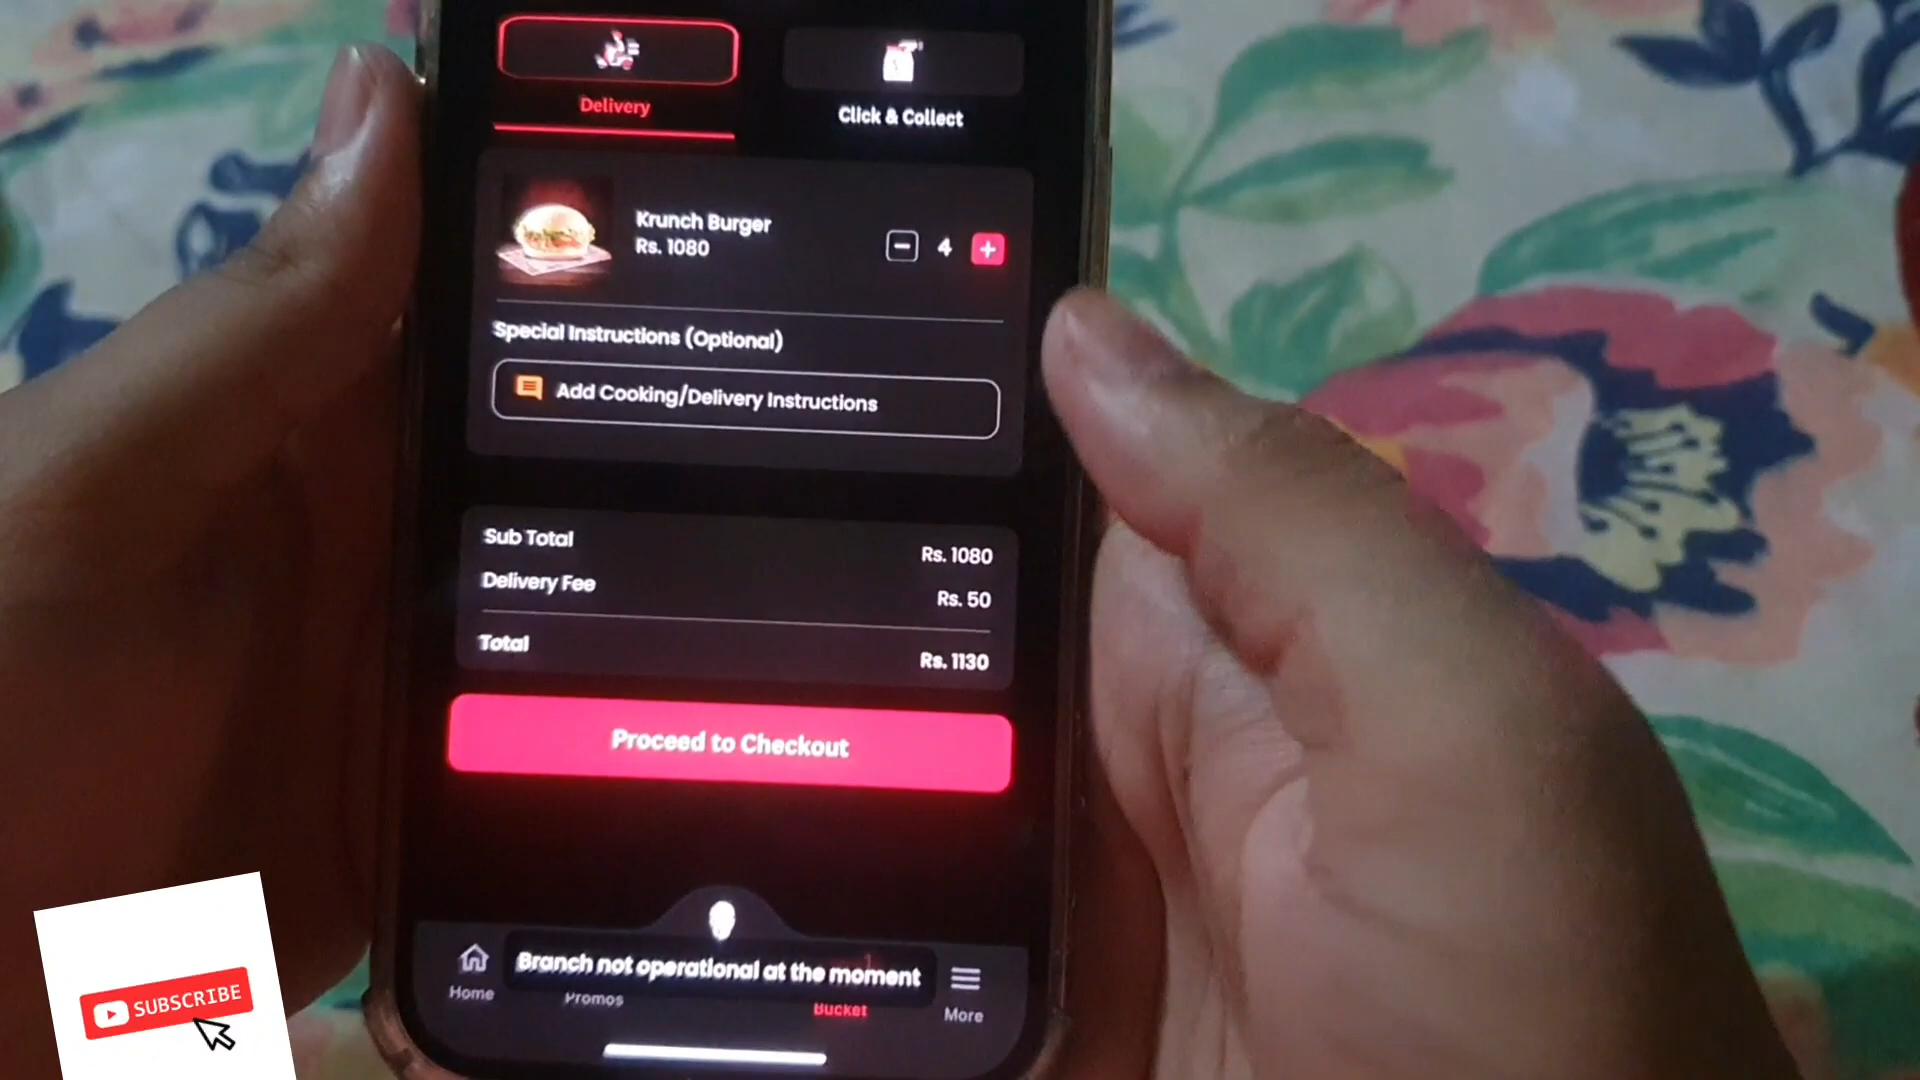 Delivery
Click & Collect
Krunch Burger
Rs. 1080
4
Special Instructions (Optional)
Add Cooking/Delivery Instructions
Sub Total
Rs. 1080
Delivery Fee
Rs. 50
Total
Rs. 1130
Proceed to Checkout
Branch not operational at the moment
Home
Promos
Bucket
More
SUBSCRIBE